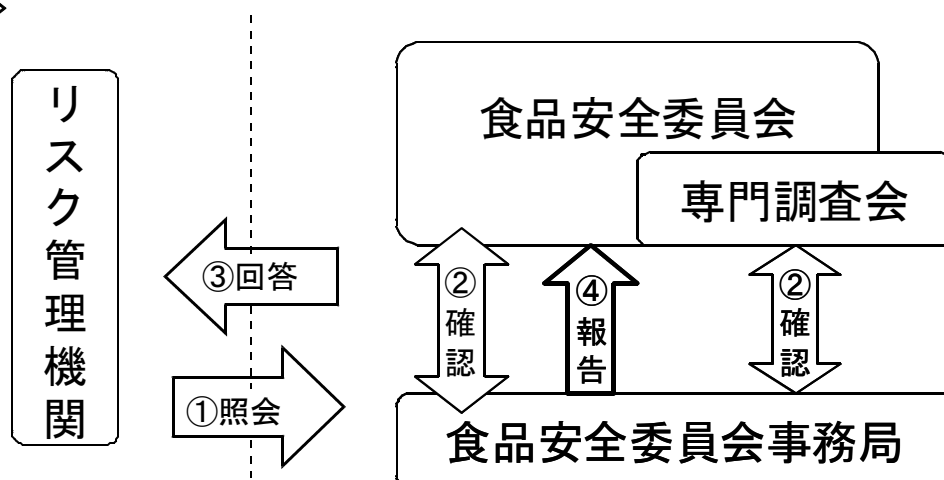 リスク管理機関
食品安全委員会
専門調査会
③回答
②確認
④報告
②確認
①照会
食品安全委員会事務局